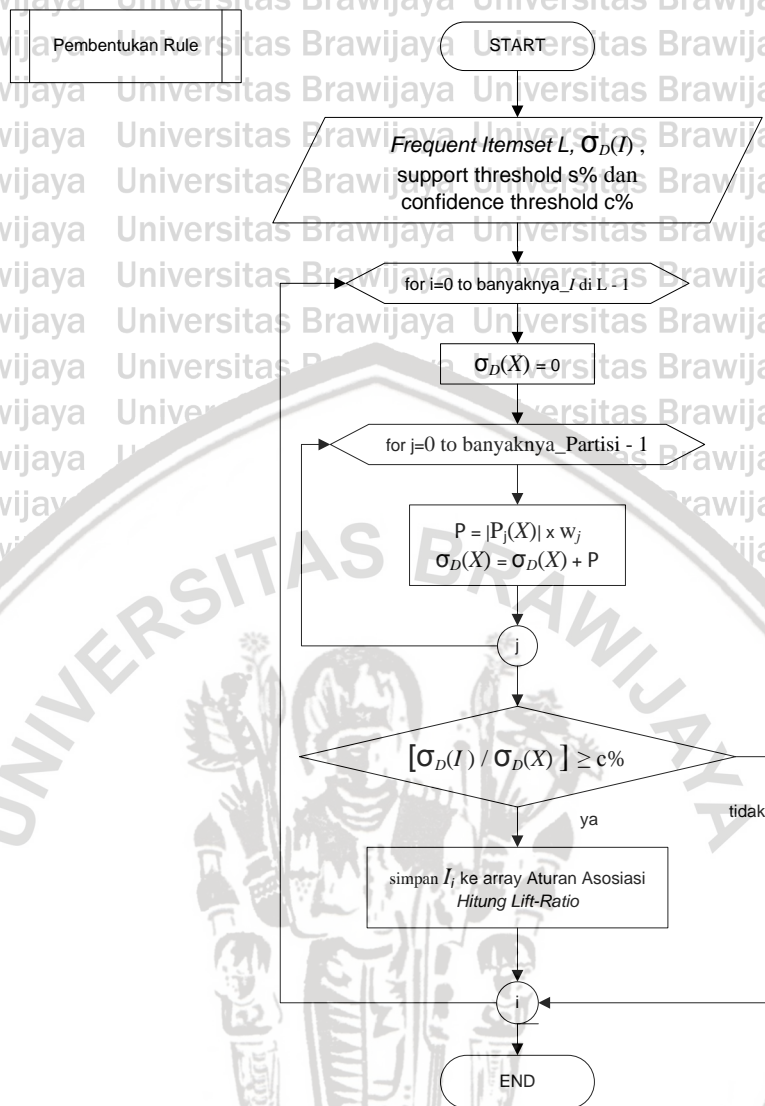 Pembentukan Rule
START
Frequent Itemset L, σD(I) ,
support threshold s% dan
confidence threshold c%
for i=0 to banyaknya_I di L - 1
σD(X) = 0
for j=0 to banyaknya_Partisi - 1
P = |Pj(X)| x wj
σD(X) = σD(X) + P
j
[σD(I ) / σD(X) ] ≥ c%
ya
tidak
simpan Ii ke array Aturan Asosiasi
Hitung Lift-Ratio
i
END
UNIVERSITAS BRAWIJAYA